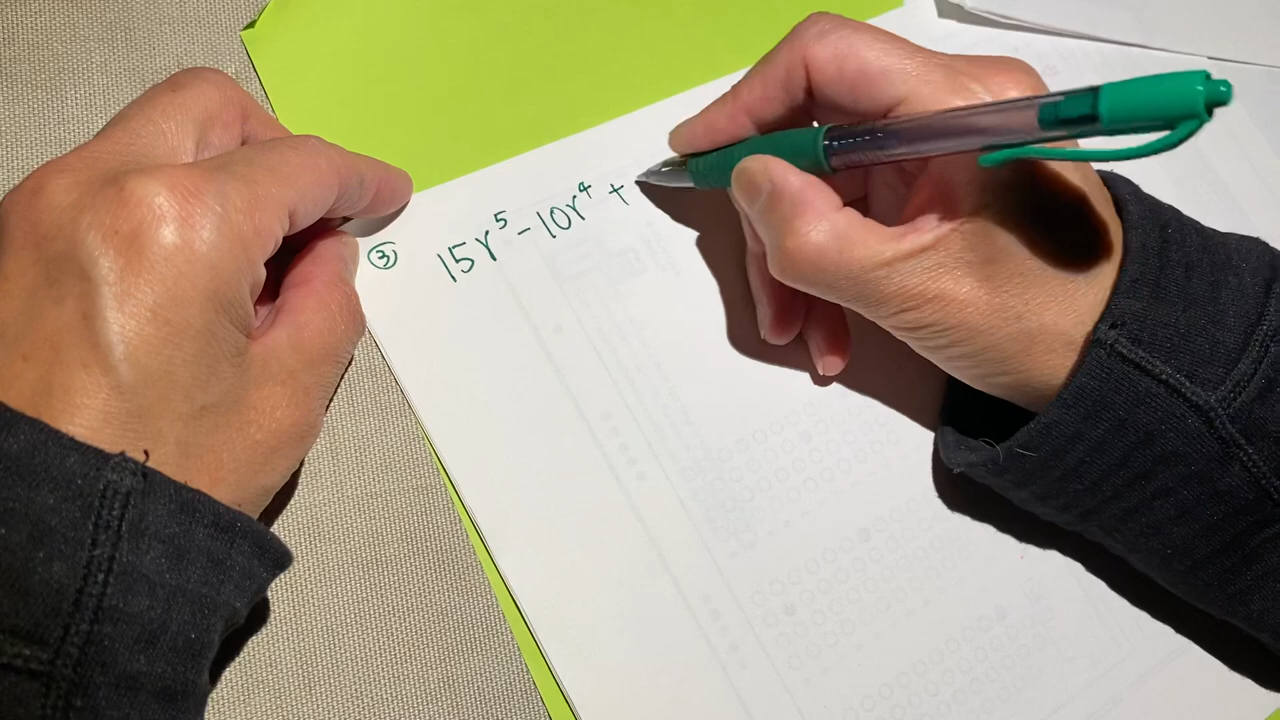 ③ 15r⁵ - 10r⁴ +